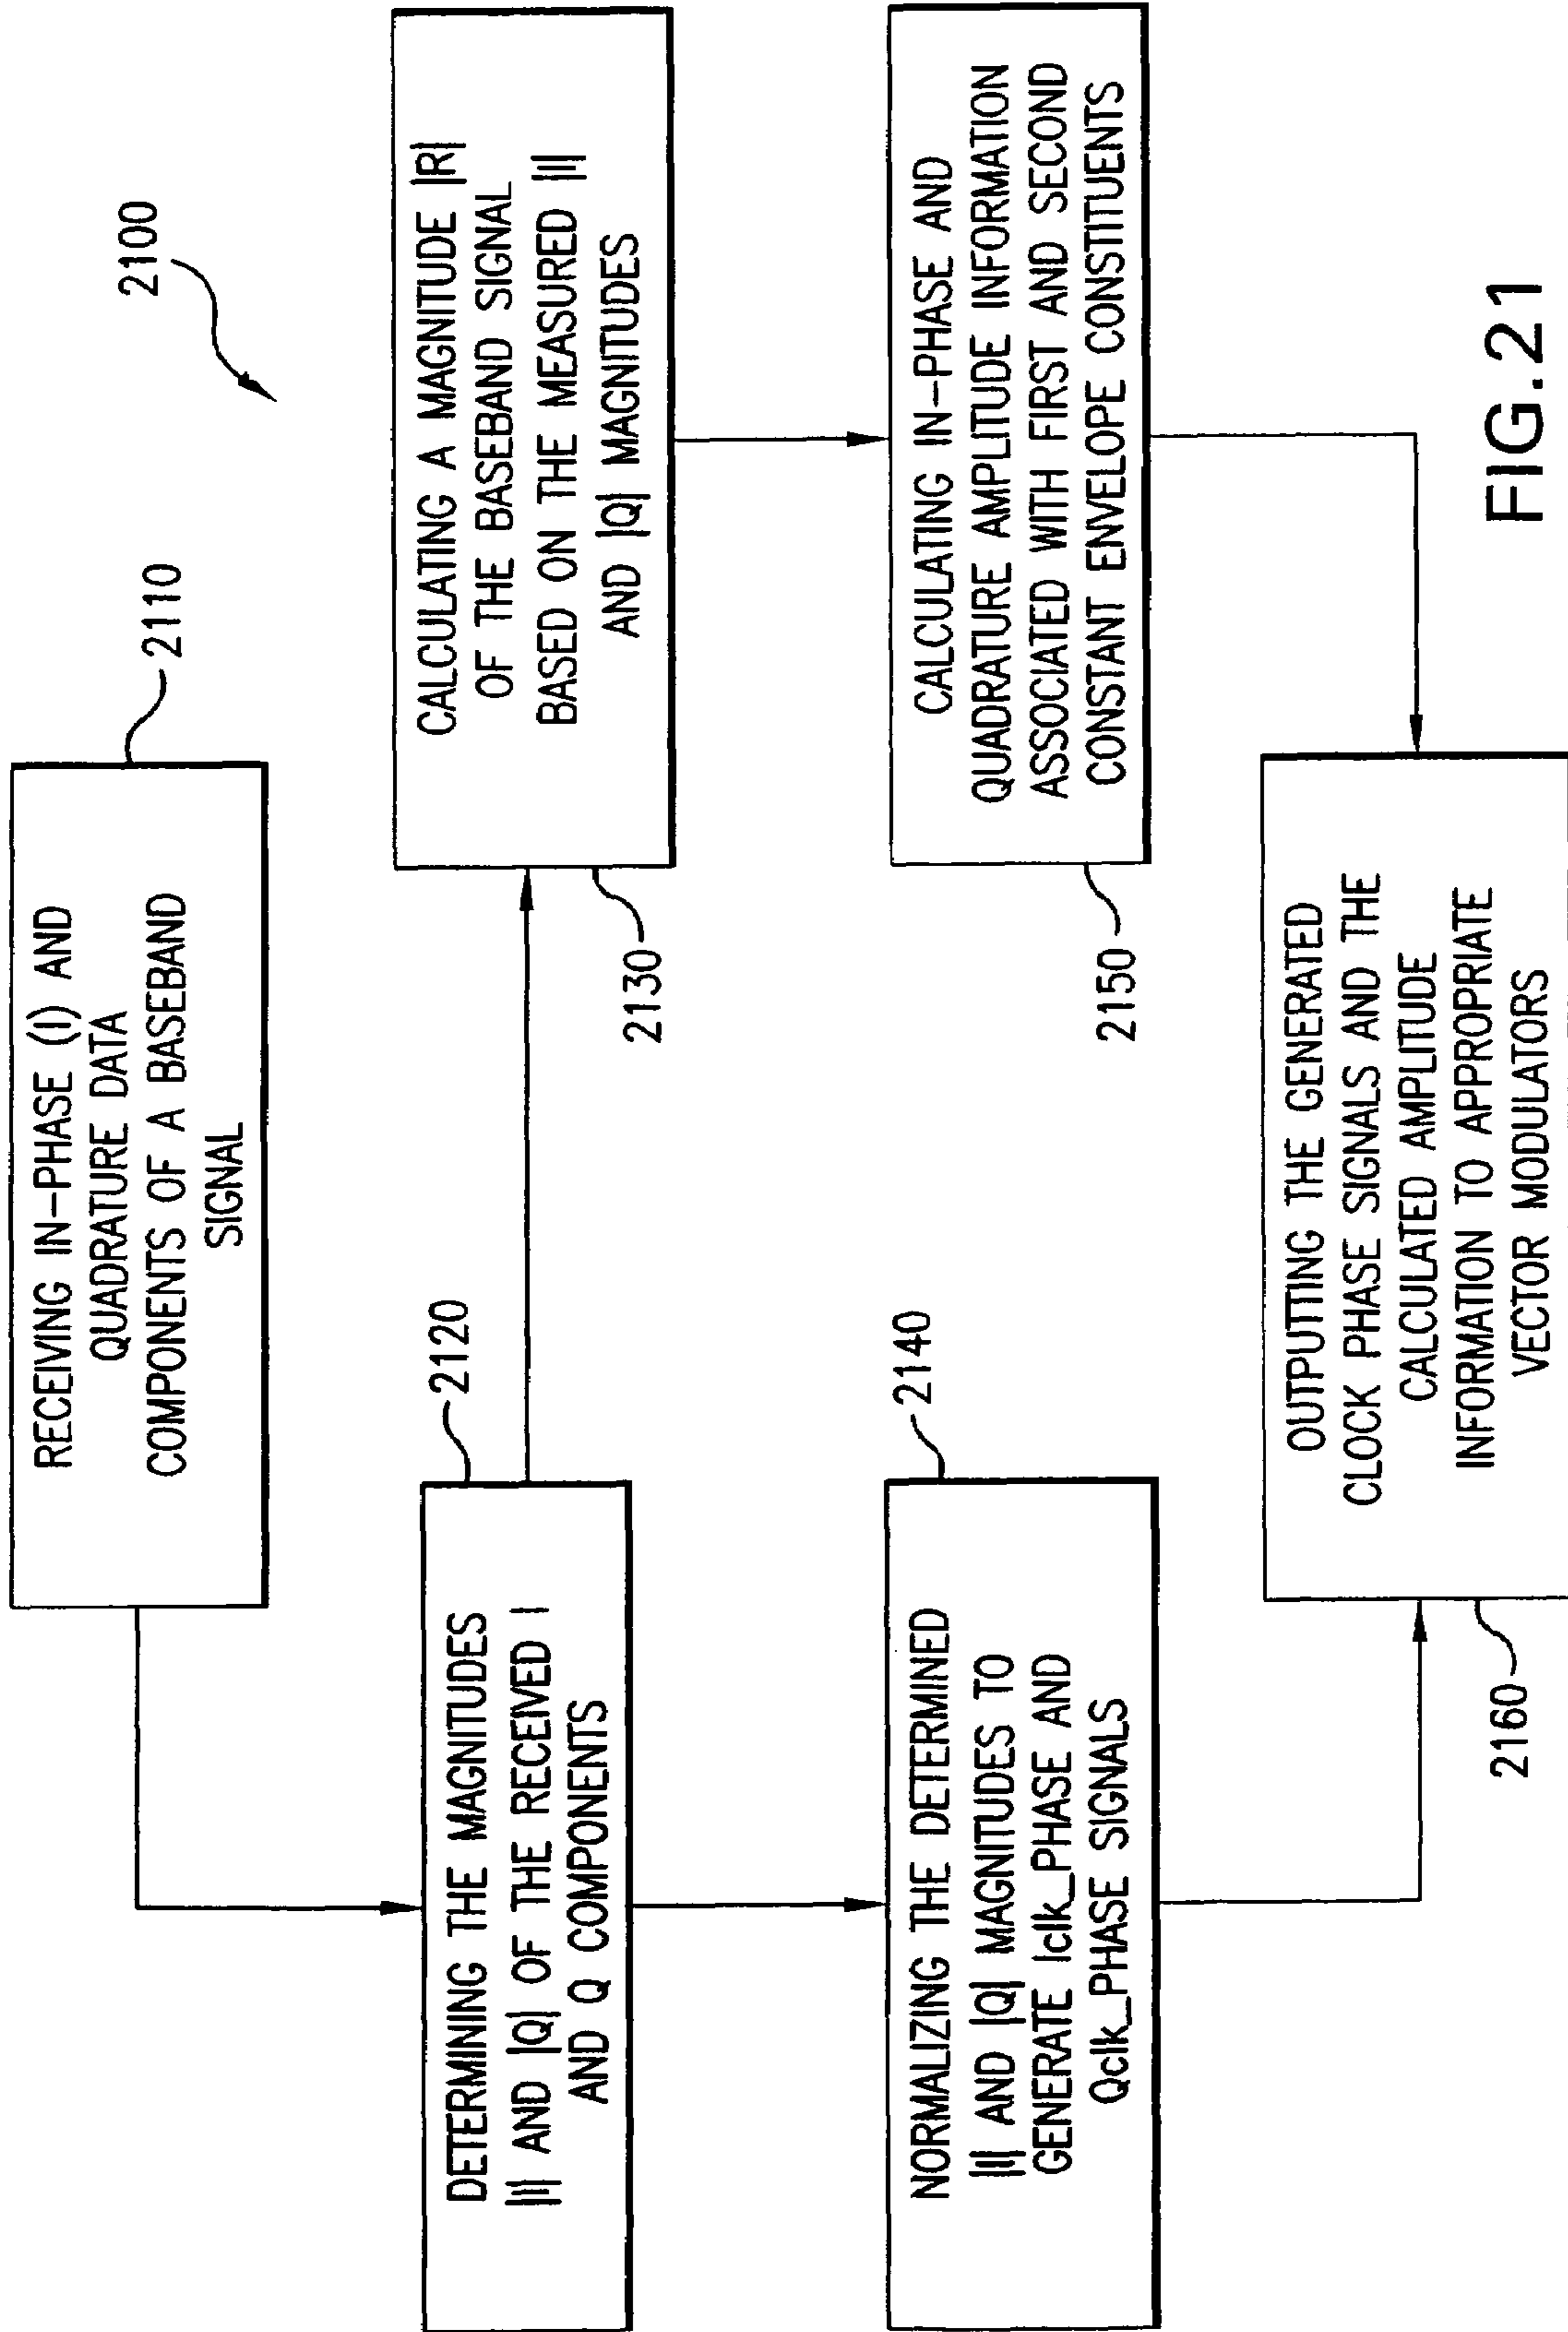 2100
RECEIVING IN-PHASE (I) AND
QUADRATURE DATA
COMPONENTS OF A BASEBAND
SIGNAL
2110
DETERMINING THE MAGNITUDES
|I| AND |Q| OF THE RECEIVED I
AND Q COMPONENTS
2120
CALCULATING A MAGNITUDE |R|
OF THE BASEBAND SIGNAL
BASED ON THE MEASURED |I|
AND |Q| MAGNITUDES
2130
NORMALIZING THE DETERMINED
|I| AND |Q| MAGNITUDES TO
GENERATE Iclk_PHASE AND
Qclk_PHASE SIGNALS
2140
CALCULATING IN-PHASE AND
QUADRATURE AMPLITUDE INFORMATION
ASSOCIATED WITH FIRST AND SECOND
CONSTANT ENVELOPE CONSTITUENTS
2150
OUTPUTTING THE GENERATED
CLOCK PHASE SIGNALS AND THE
CALCULATED AMPLITUDE
INFORMATION TO APPROPRIATE
VECTOR MODULATORS
2160
FIG.21